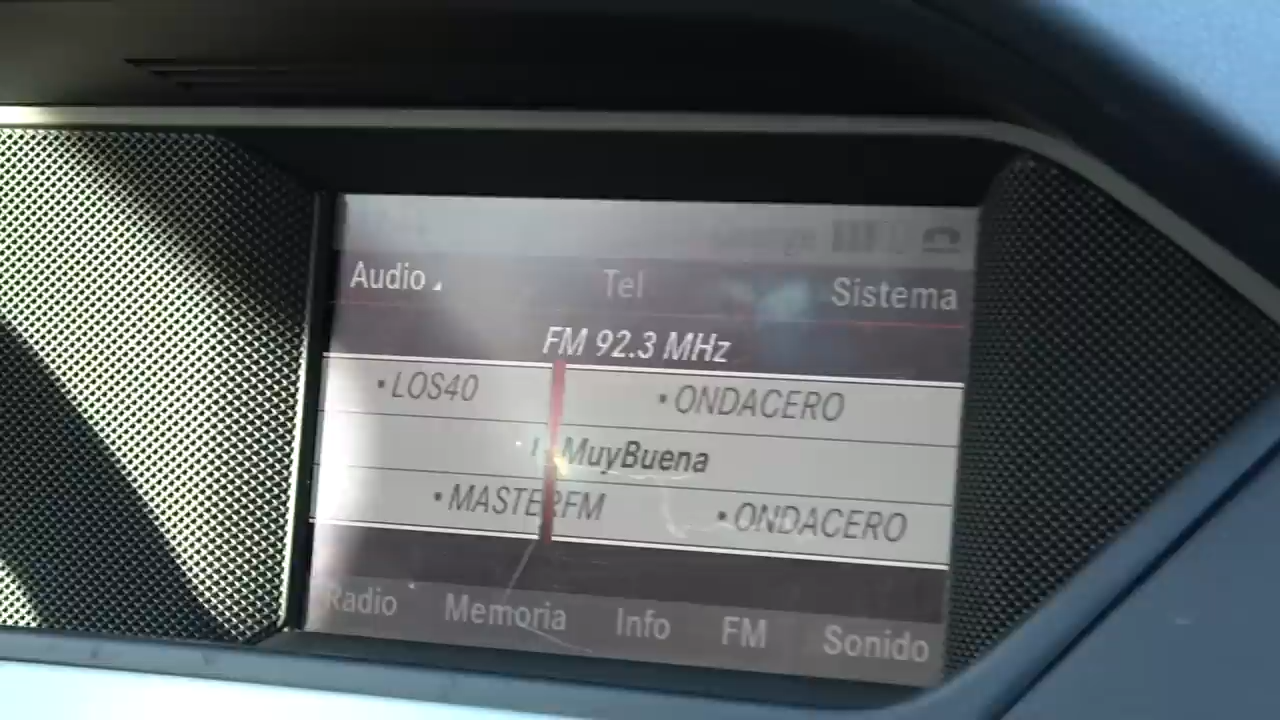 Audio Tel Sistema
FM 92.3 MHz
•LOS40 •ONDACERO
MuyBuena
•MASTERFM •ONDACERO
Radio Memoria Info FM Sonido